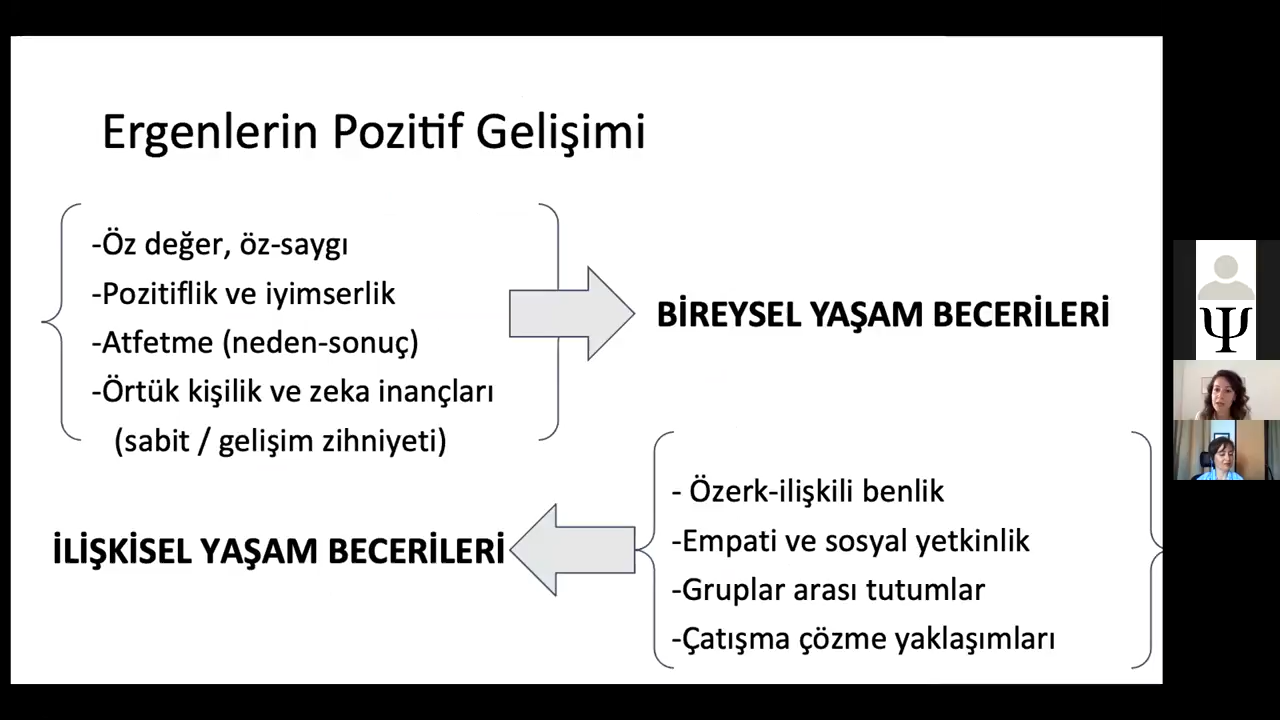 Ergenlerin Pozitif Gelişimi
-Öz değer, öz-saygı
-Pozitiflik ve iyimserlik
-Atfetme (neden-sonuç)
-Örtük kişilik ve zeka inançları
(sabit / gelişim zihniyeti)
BİREYSEL YAŞAM BECERİLERİ
İLİŞKİSEL YAŞAM BECERİLERİ
- Özerk-ilişkili benlik
-Empati ve sosyal yetkinlik
-Gruplar arası tutumlar
-Çatışma çözme yaklaşımları
Ψ